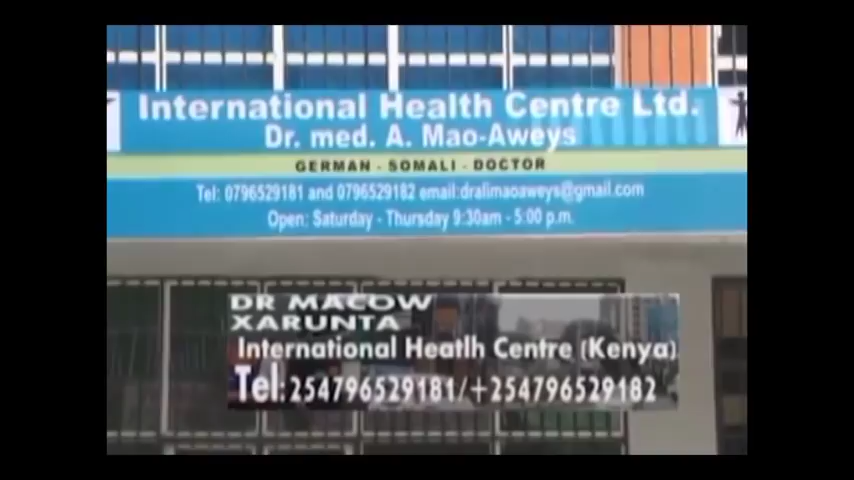 International Health Centre Ltd.
Dr. med. A. Mao-Aweys
GERMAN - SOMALI - DOCTOR
Tel: 0796529181 and 0796529182 email:dralimaoaweys@gmail.com
Open: Saturday - Thursday 9:30am - 5:00 p.m.
DR MACOW
XARUNTA
International Heatlh Centre (Kenya)
Tel:254796529181/+254796529182